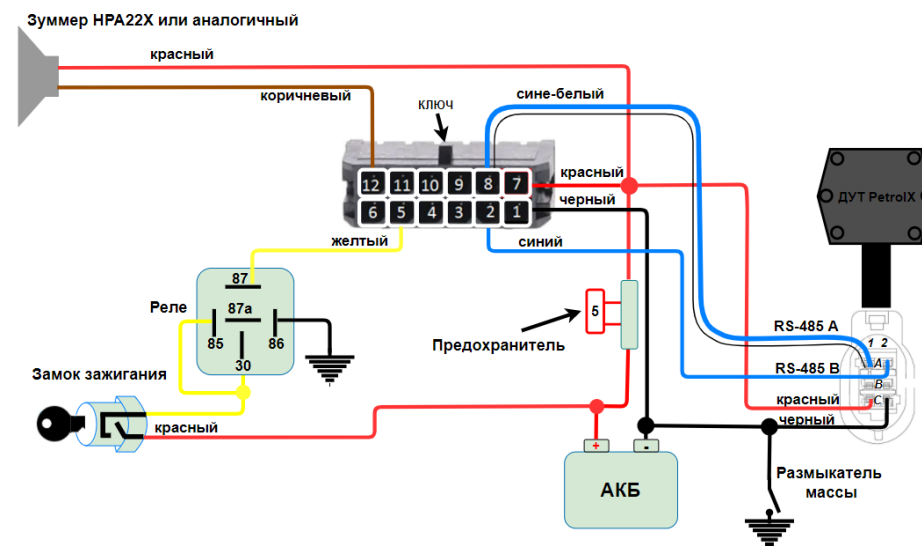 Зуммер HPA22X или аналогичный
красный
коричневый
ключ
сине-белый
12 11 10 9 8 7
6 5 4 3 2 1
красный
черный
желтый
синий
ДУТ PetrolX
87
87a
85
86
30
Реле
5
Предохранитель
RS-485 A
1 2
A
RS-485 B
B
красный
C
черный
Замок зажигания
красный
+
-
АКБ
Размыкатель
массы